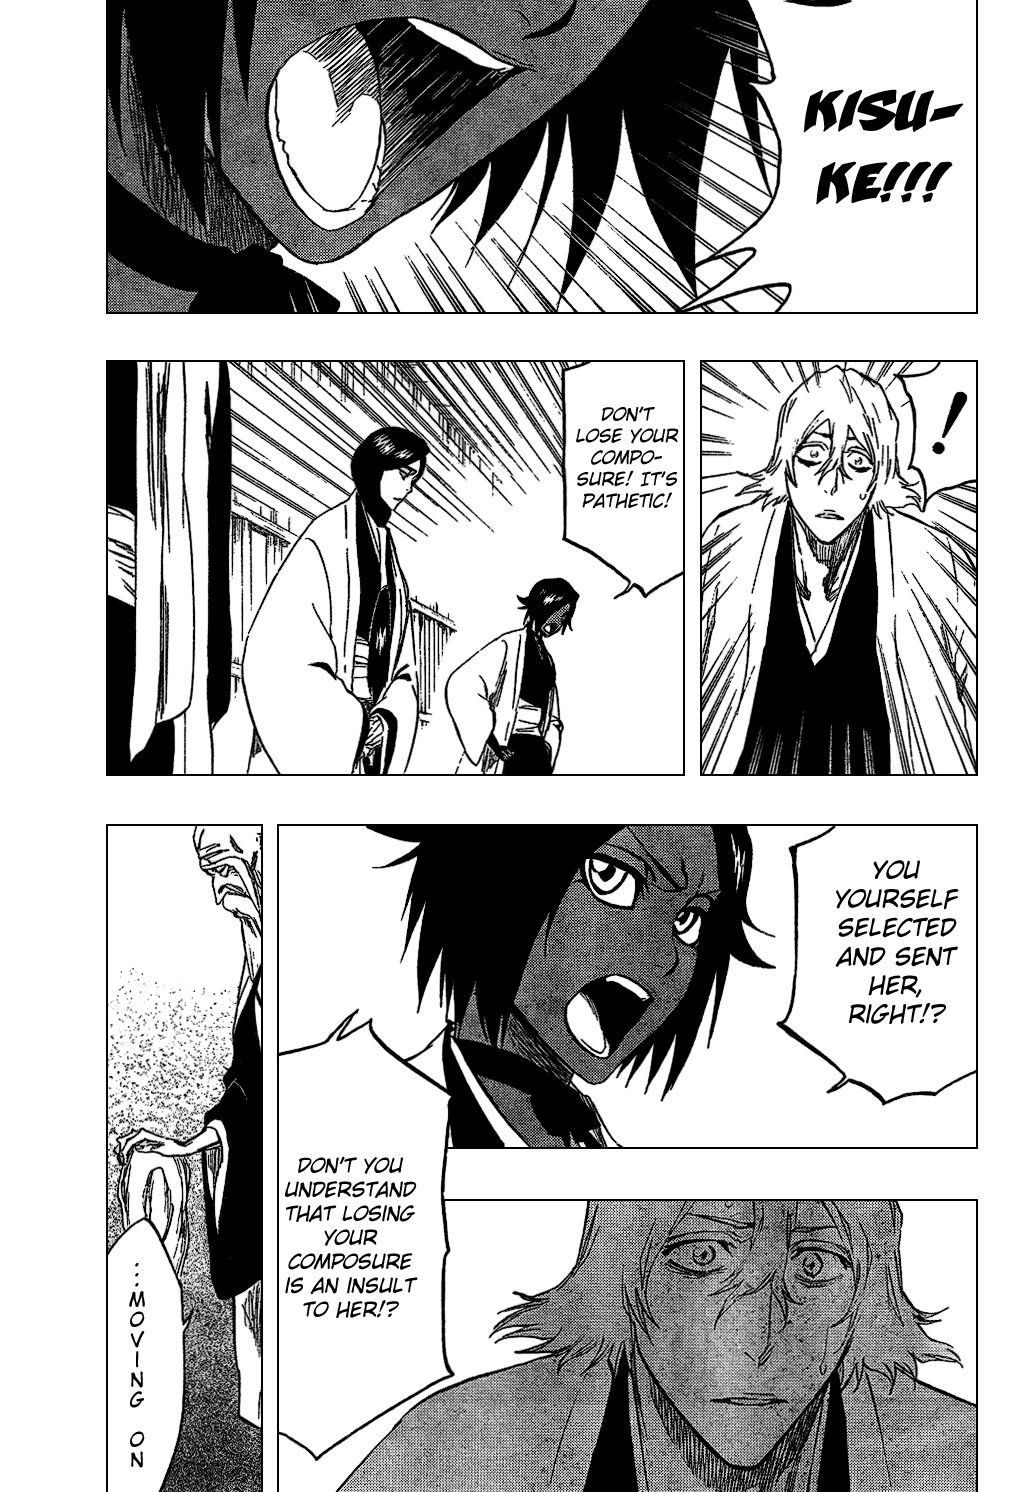 KISU-
KE!!!
!
DON'T
LOSE YOUR
COMPO-
SURE! IT'S
PATHETIC!
YOU
YOURSELF
SELECTED
AND SENT
HER,
RIGHT!?
DON'T YOU
UNDERSTAND
THAT LOSING
YOUR
COMPOSURE
IS AN INSULT
TO HER!?
...MOVING ON